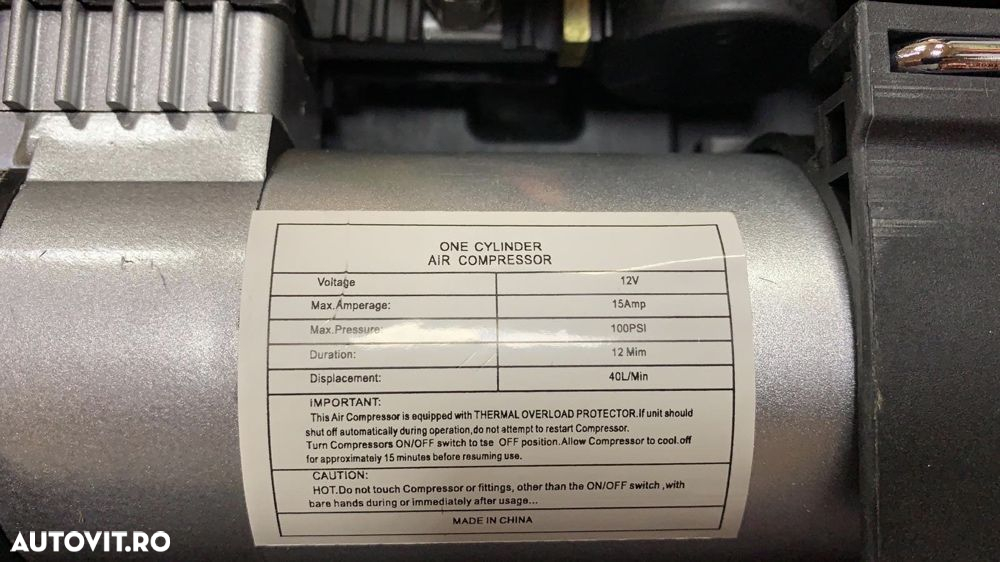 ONE CYLINDER
AiR COMPRESSOR
Voltage 12V
Max.Amperage: 15Amp
Max.Pressure: 100PSI
Duration: 12 Mim
Displacement: 40L/Min
IMPORTANT:
This Air Compressor is equipped with THERMAL OVERLOAD PROTECTOR.If unit should
shut off automatically during operation,do not attempt to restart Compressor.
Turn Compressors ON/OFF switch to tse OFF position.Allow Compressor to cool.off
for approximately 15 minutes before resuming use.
CAUTION:
HOT.Do not touch Compressor or fittings, other than the ON/OFF switch ,with
bare hands during or immediately after usage...
MADE IN CHINA
AUTOVIT.RO